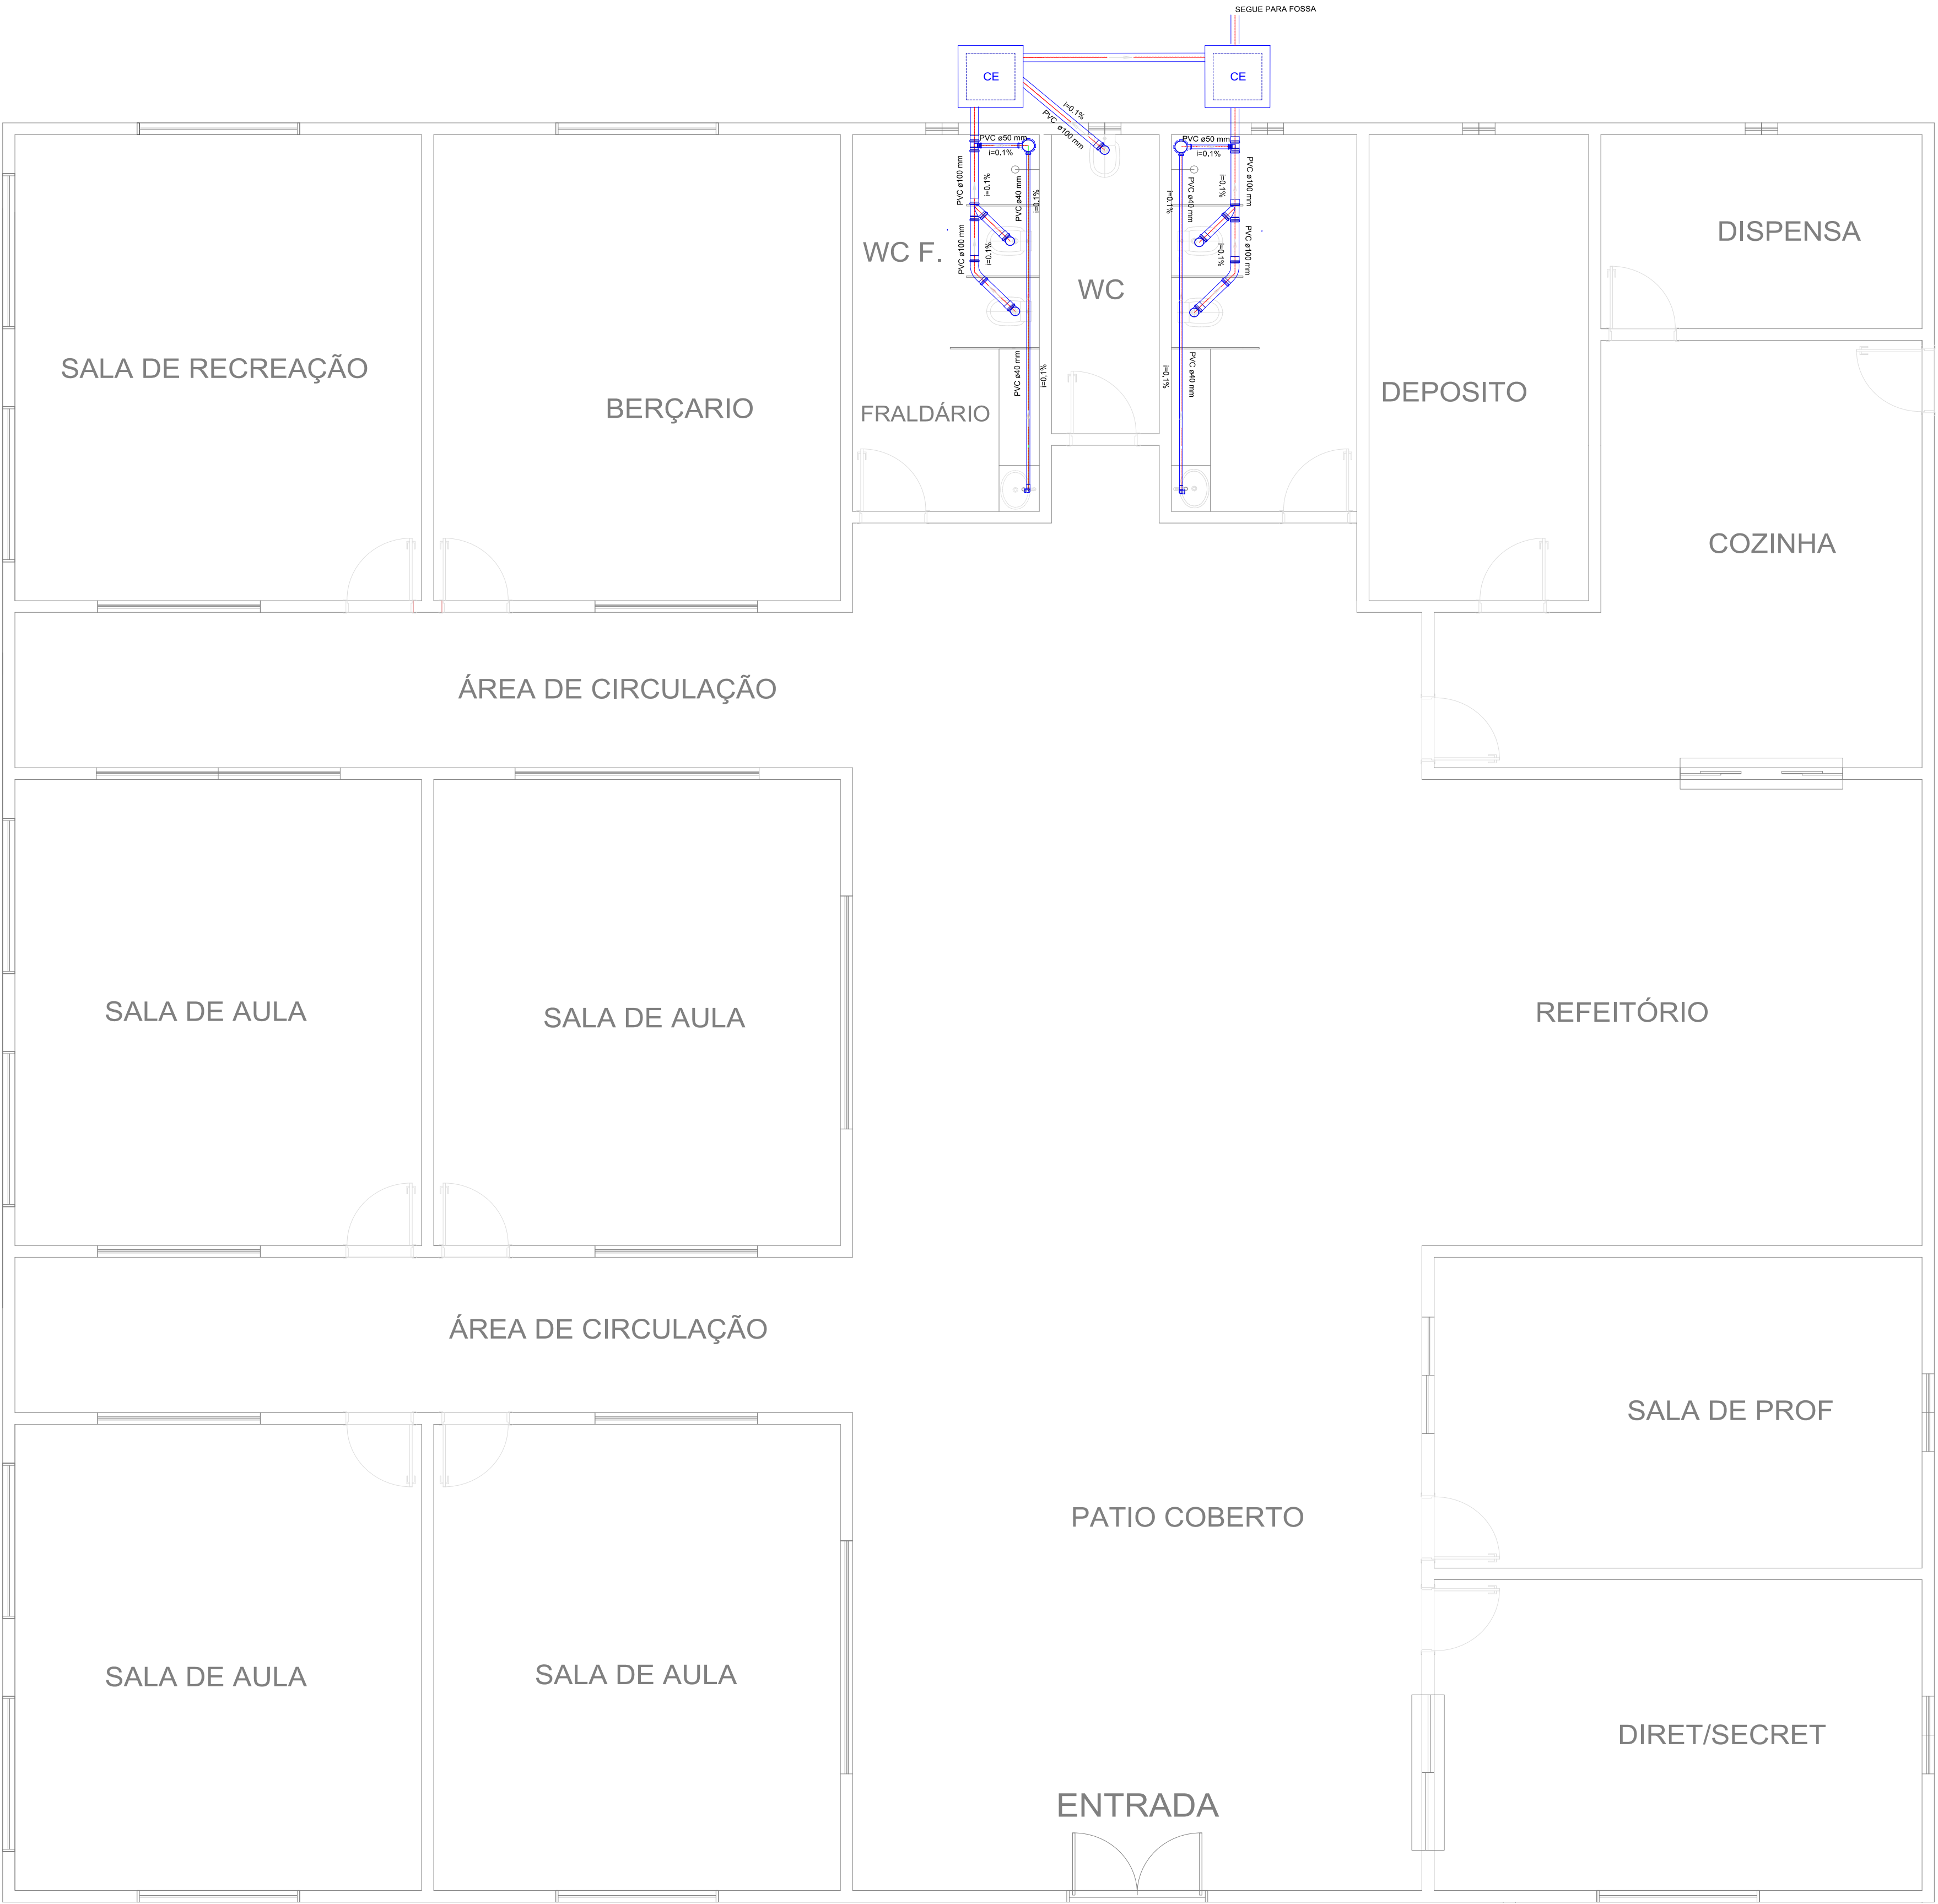 SEGUE PARA FOSSA
CE
CE
i=0.1%
PVC ø100 mm
PVC ø50 mm
i=0,1%
PVC ø50 mm
i=0,1%
PVC ø100 mm
i=0,1%
PVC ø40 mm
i=0,1%
i=0,1%
PVC ø40 mm
i=0,1%
PVC ø100 mm
PVC ø100 mm
i=0,1%
i=0,1%
PVC ø100 mm
WC F.
WC
DISPENSA
SALA DE RECREAÇÃO
BERÇARIO
PVC ø40 mm
i=0,1%
i=0,1%
PVC ø40 mm
FRALDÁRIO
DEPOSITO
COZINHA
ÁREA DE CIRCULAÇÃO
SALA DE AULA
SALA DE AULA
REFEITÓRIO
ÁREA DE CIRCULAÇÃO
SALA DE PROF
PATIO COBERTO
SALA DE AULA
SALA DE AULA
DIRET/SECRET
ENTRADA